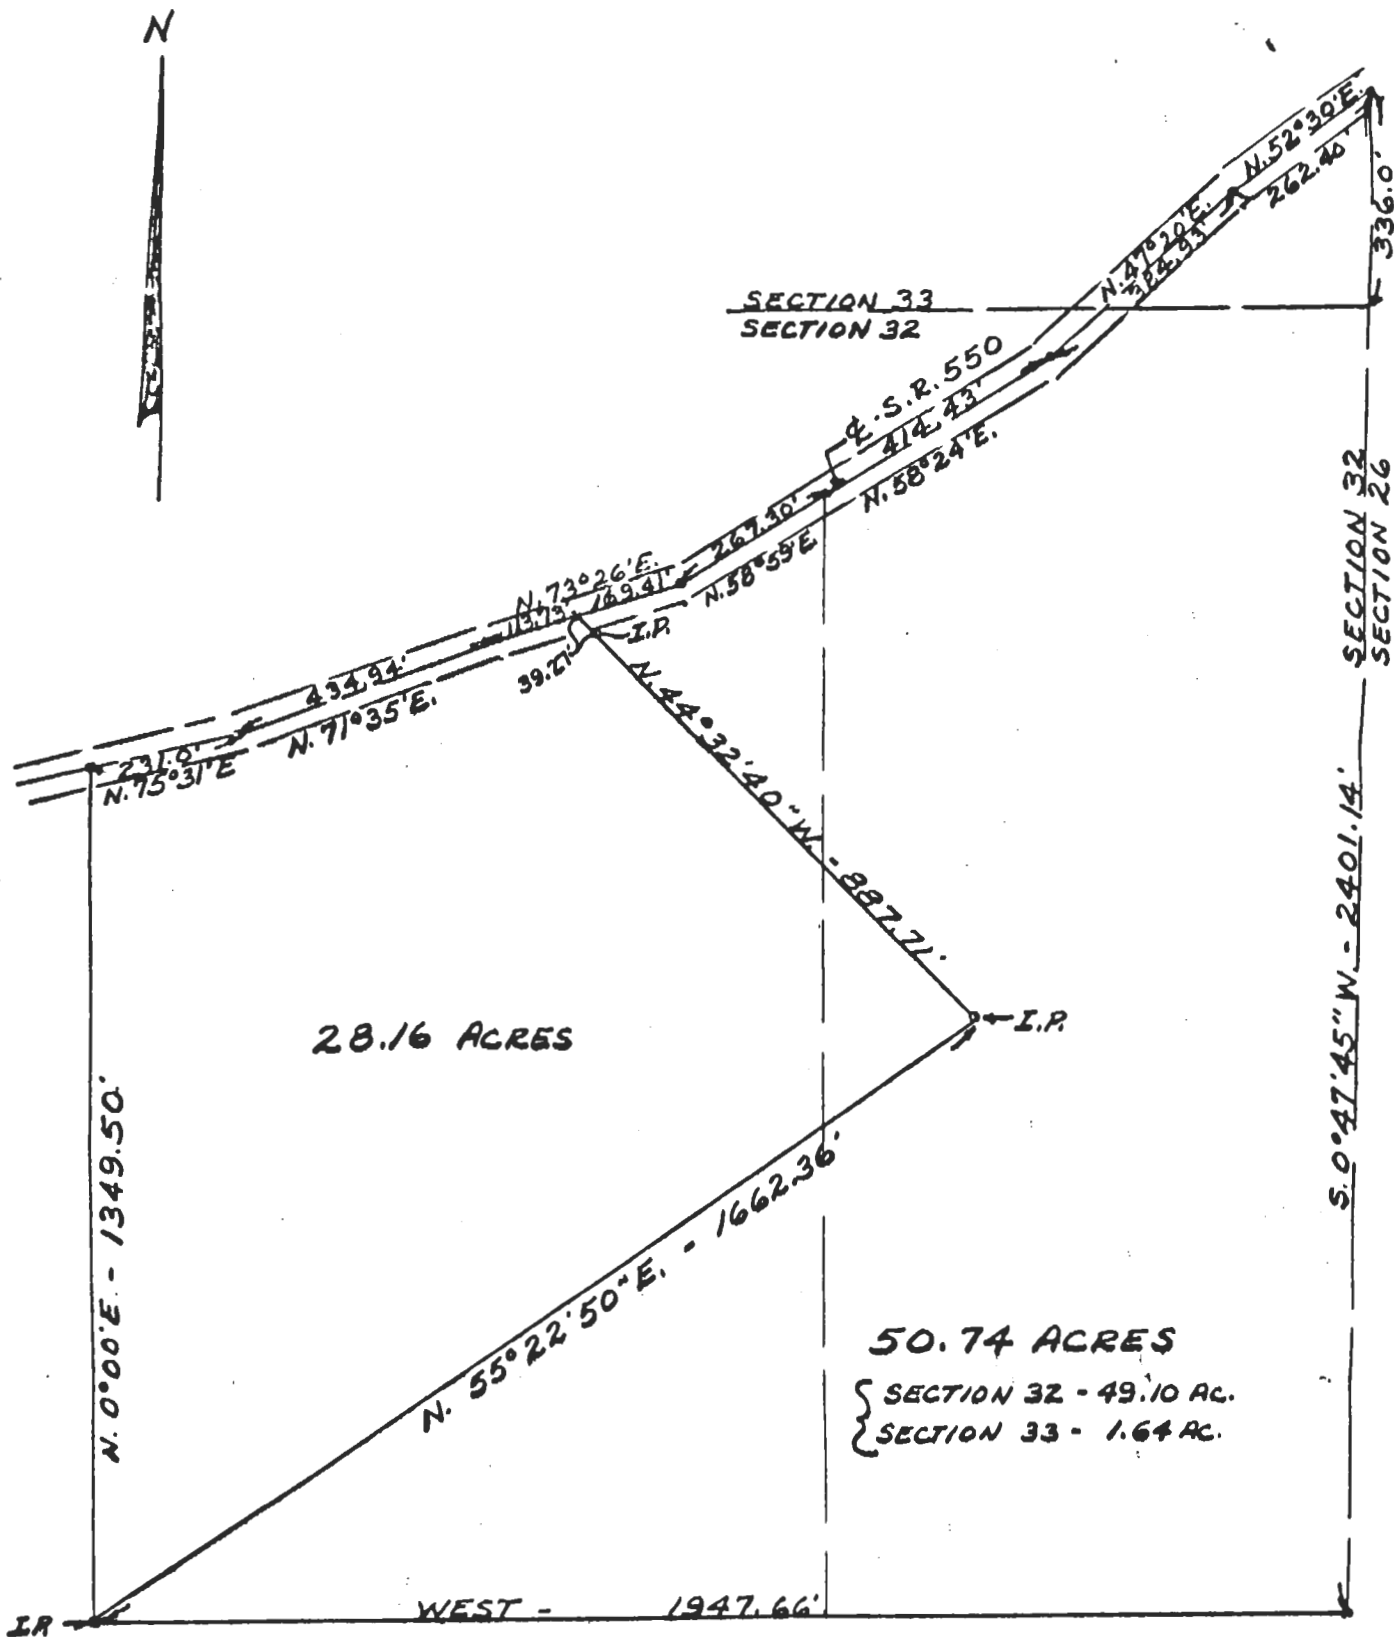 N
N.52°30'E.
262.40'
336.0'
N.47°20'E.
SECTION 33
SECTION 32
℄ S.R. 550
414.43'
N.58°24'E.
267.30'
N.58°59'E
N.73°26'E.
169.41'
113.73'
I.P.
39.27'
434.94'
N.71°35'E.
231.0'
N.75°31'E
SECTION 32
SECTION 26
N.44°32'40"W. - 887.71'
I.P.
28.16 ACRES
N.0°00'E. - 1349.50'
S.0°47'45"W. - 2401.14'
N. 55°22'50"E. - 1662.36'
50.74 ACRES
{ SECTION 32 - 49.10 AC.
{ SECTION 33 - 1.64 AC.
I.P.
WEST - 1947.66'